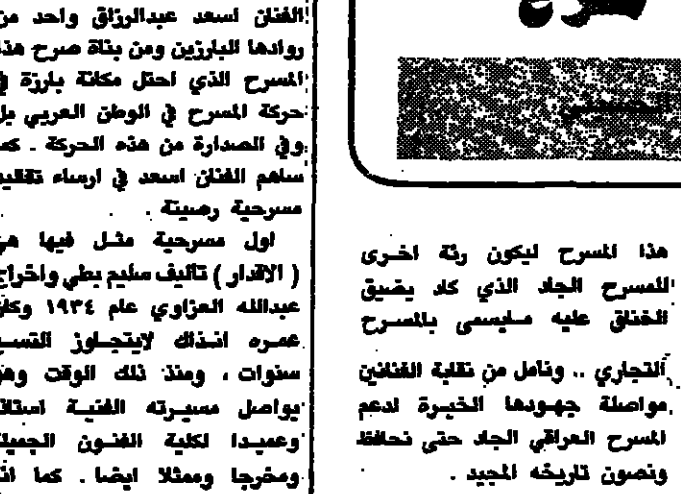 الفنان اسعد عبدالرزاق واحد من
روادها البارزين ومن بناة صرح هذا
المسرح الذي احتل مكانة بارزة في
حركة المسرح في الوطن العربي بل
وفي الصدارة من هذه الحركة . كما
ساهم الفنان اسعد في ارساء تقاليد
مسرحية رصينة .
اول مسرحية مثل فيها هي
( الاقدار ) تاليف سليم بطي واخراج
عبدالله العزاوي عام ١٩٣٤ وكان
عمره انذاك لايتجاوز التسع
سنوات ، ومنذ ذلك الوقت وهو
يواصل مسيرته الفنية استاذا
وعميدا لكلية الفنون الجميلة
ومخرجا وممثلا ايضا . كما انه
هذا المسرح ليكون رئة اخرى
للمسرح الجاد الذي كاد يضيق
الخناق عليه مايسمى بالمسرح
التجاري .. ونامل من نقابة الفنانين
مواصلة جهودها الخيرة لدعم
المسرح العراقي الجاد حتى نحافظ
ونصون تاريخه المجيد .